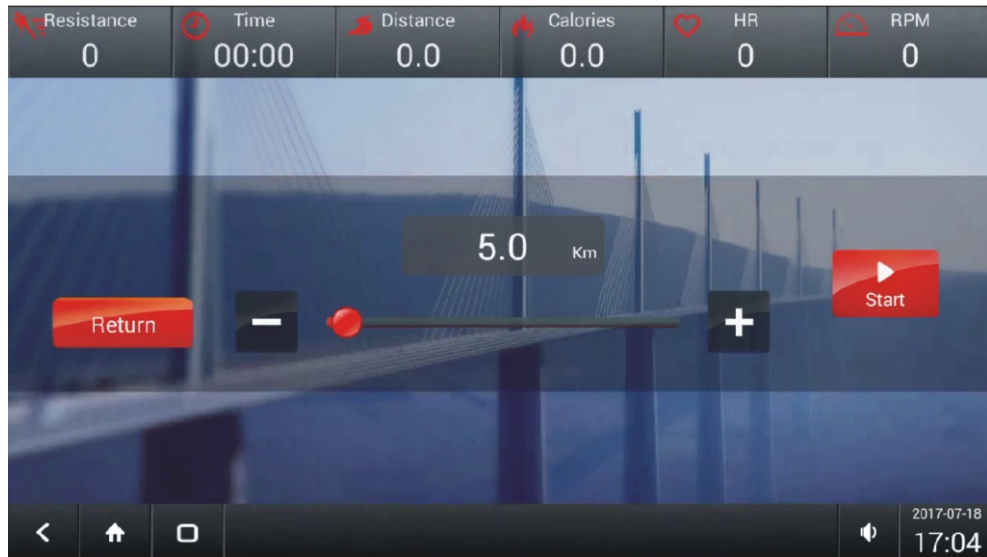 Resistance Time Distance Calories HR RPM
0 00:00 0.0 0.0 0 0
5.0 Km
Start
Return
2017-07-18
17:04